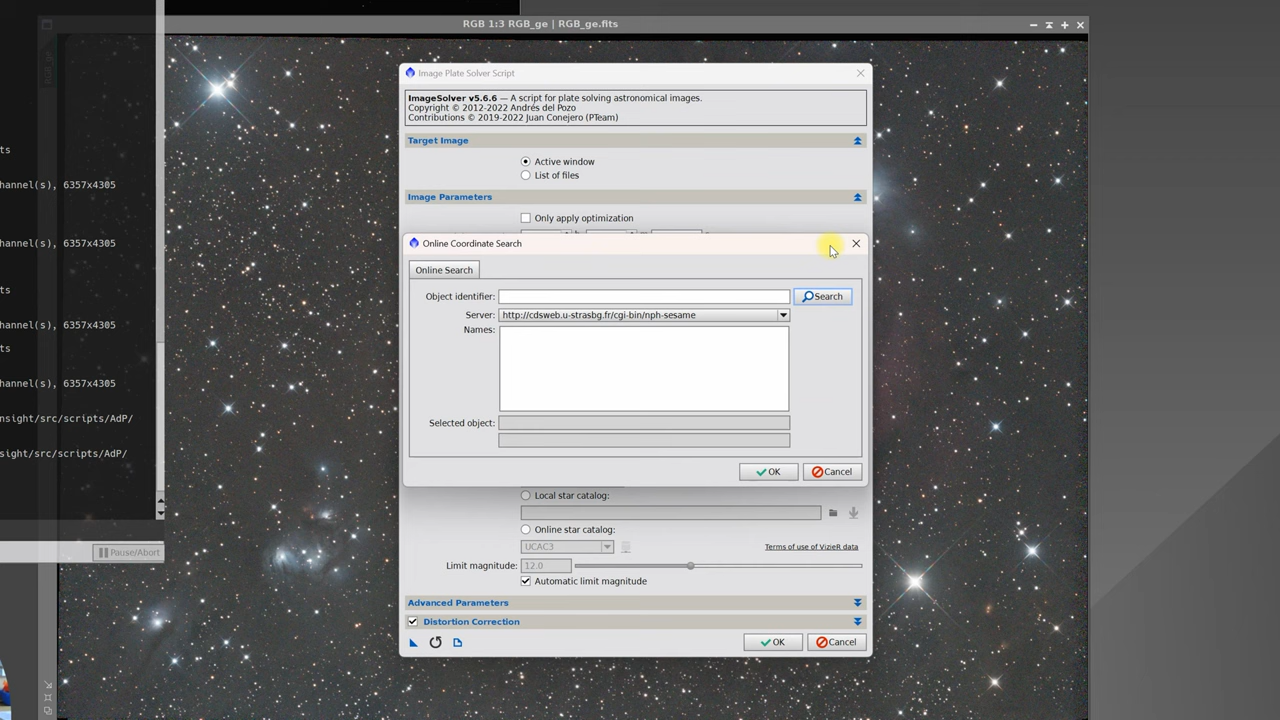 RGB 1:3 RGB_ge | RGB_ge.fits
ts
hannel(s), 6357x4305
hannel(s), 6357x4305
ts
ts
hannel(s), 6357x4305
nsight/src/scripts/AdP/
sight/src/scripts/AdP/
Pause/Abort
Image Plate Solver Script
ImageSolver v5.6.6 — A script for plate solving astronomical images.
Copyright © 2012-2022 Andrés del Pozo
Contributions © 2019-2022 Juan Conejero (PTeam)
Target Image
Active window
List of files
Image Parameters
Only apply optimization
Online Coordinate Search
Online Search
Object identifier:
Search
Server: http://cdsweb.u-strasbg.fr/cgi-bin/nph-sesame
Names:
Selected object:
OK Cancel
Local star catalog:
Online star catalog:
UCAC3
Terms of use of VizieR data
Limit magnitude: 12.0
Automatic limit magnitude
Advanced Parameters
Distortion Correction
OK Cancel